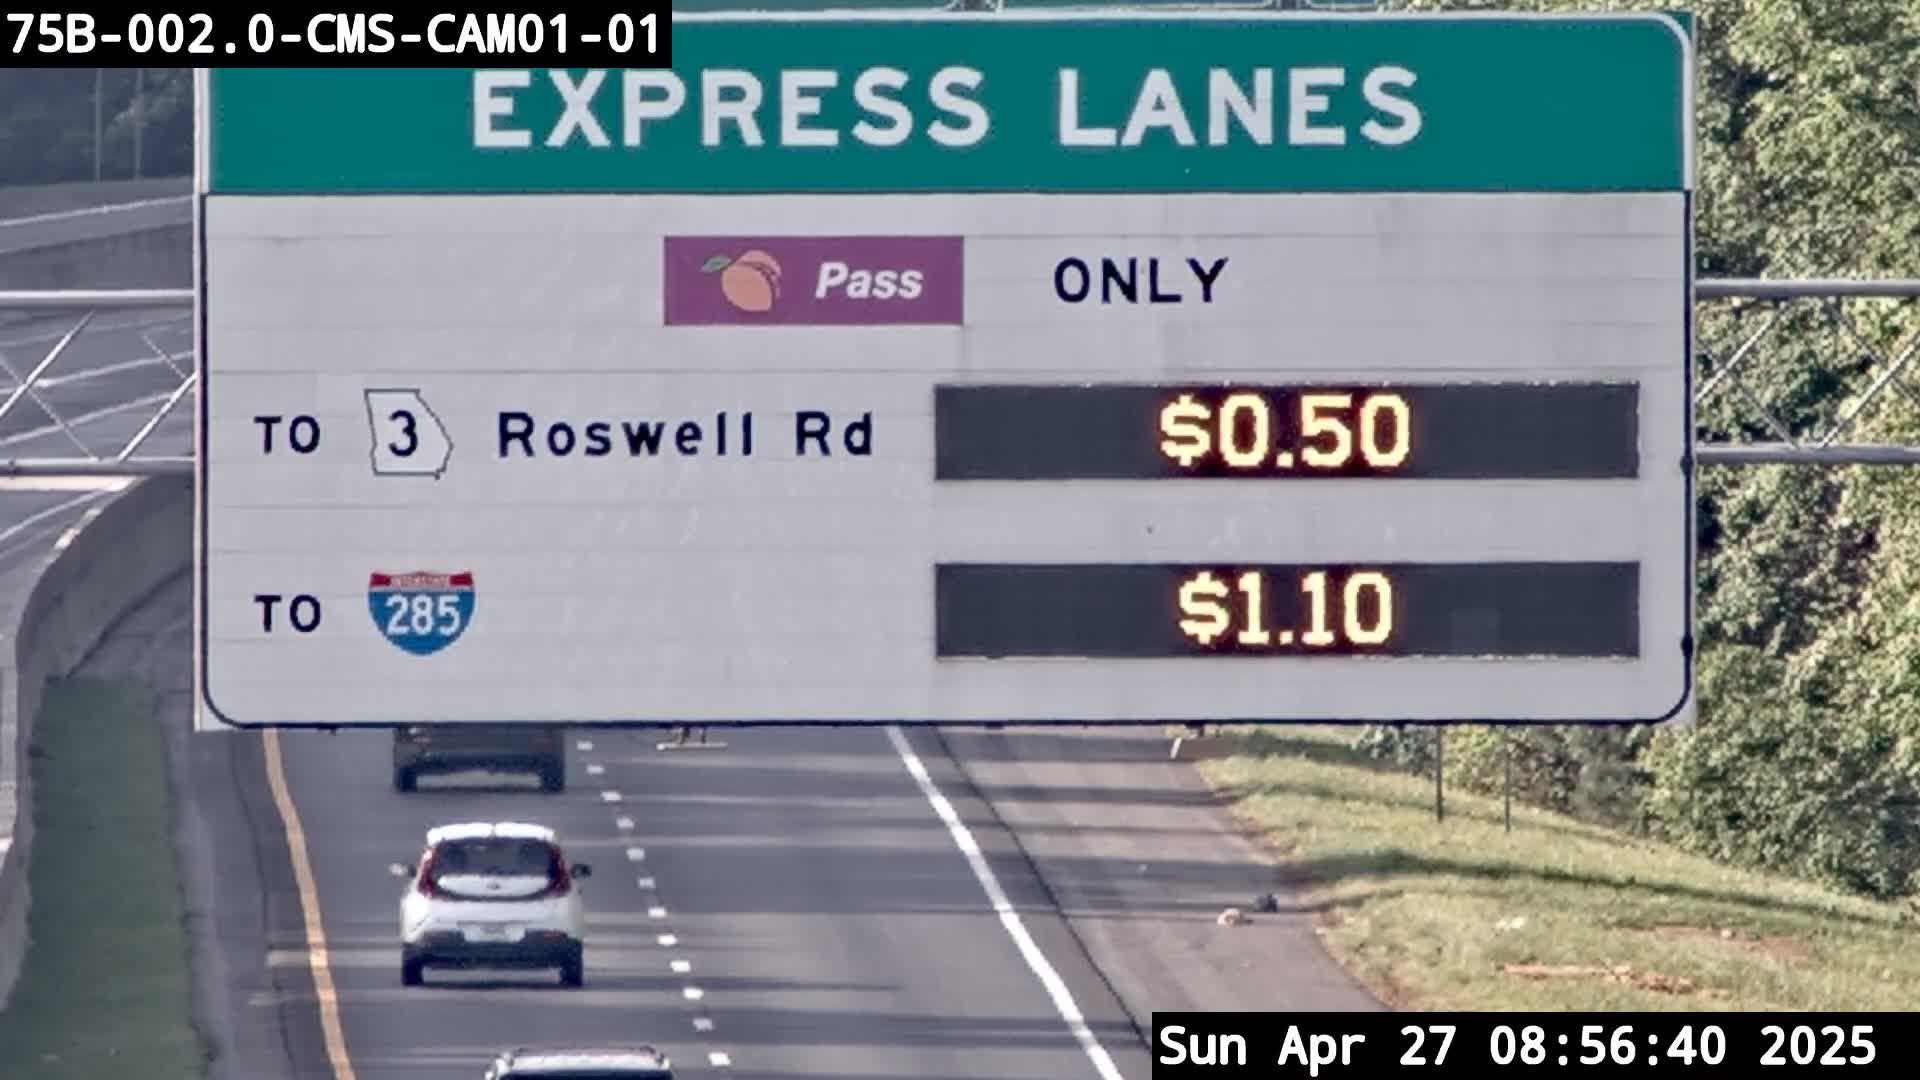 75B-002.0-CMS-CAM01-01
EXPRESS LANES
Pass ONLY
TO 3 Roswell Rd $0.50
INTERSTATE
TO 285 $1.10
Sun Apr 27 08:56:40 2025